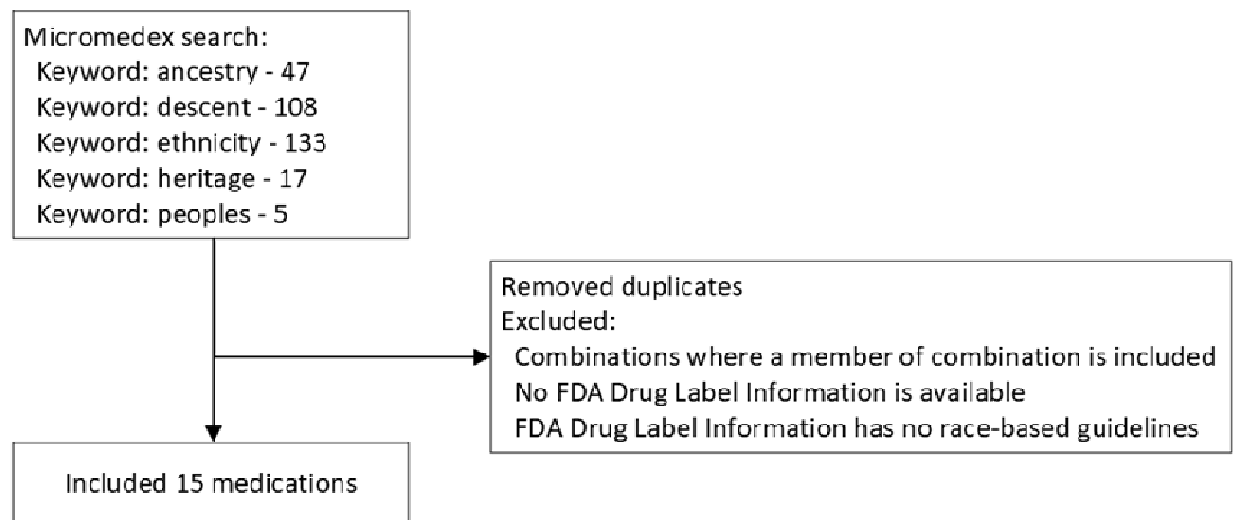 Micromedex search:
Keyword: ancestry - 47
Keyword: descent - 108
Keyword: ethnicity - 133
Keyword: heritage - 17
Keyword: peoples - 5
Removed duplicates
Excluded:
Combinations where a member of combination is included
No FDA Drug Label Information is available
FDA Drug Label Information has no race-based guidelines
Included 15 medications